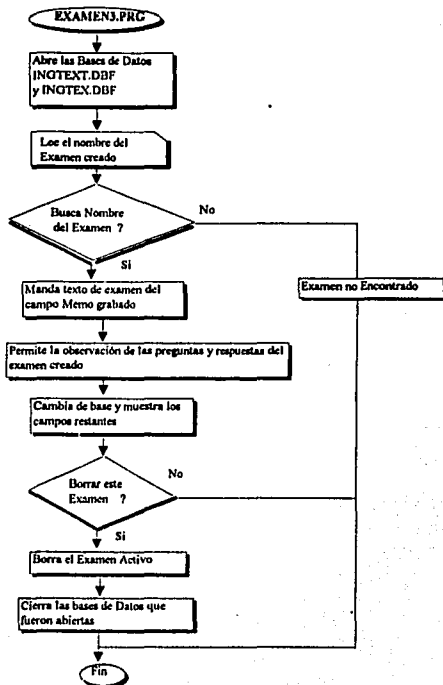 EXAMEN3.PRG
Abre las Bases de Datos
INGTEXT.DBF
y INGTEX.DBF
Loe el nombre del
Examen creado
Busca Nombre
del Examen ?
No
Si
Manda texto de examen del
campo Memo grabado
Examen no Encontrado
Permite la observación de las preguntas y respuestas del
examen creado
Cambia de base y muestra los
campos restantes
Borrar este
Examen ?
No
Si
Borra el Examen Activo
Cierra las bases de Datos que
fueron abiertas
Fin